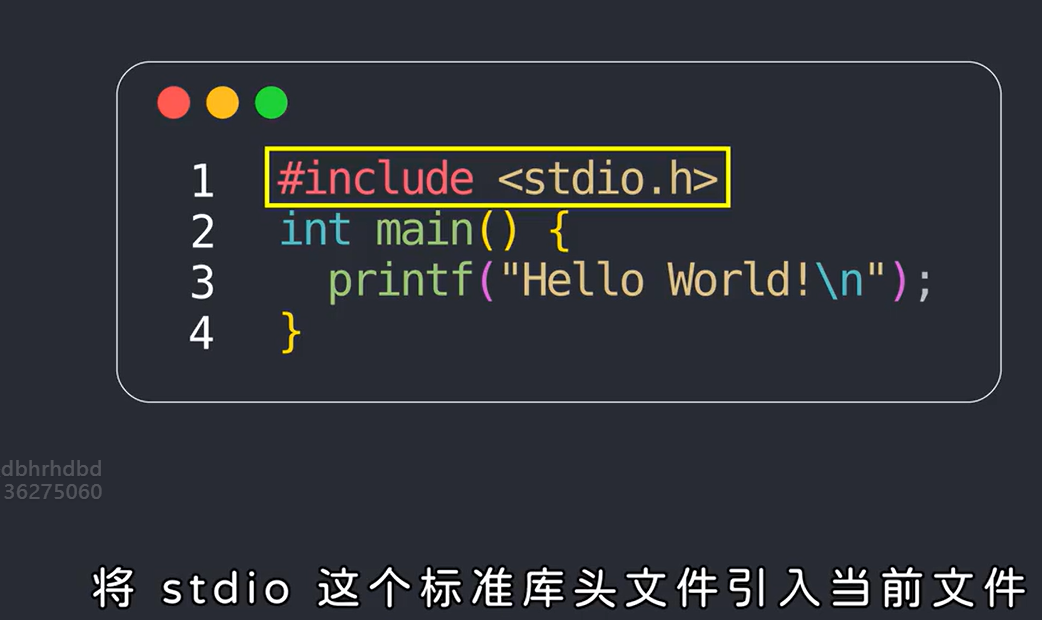 1 #include <stdio.h>
2 int main() {
3 printf("Hello World!\n");
4 }
dbhrhdbd
36275060
将 stdio 这个标准库头文件引入当前文件